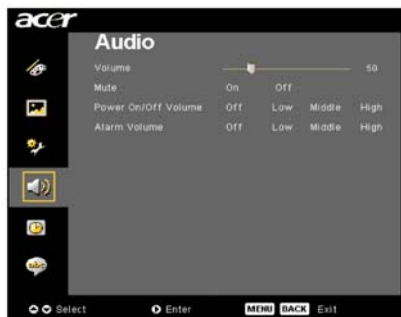 acer
Audio
Volume 50
Mute On Off
Power On/Off Volume Off Low Middle High
Alarm Volume Off Low Middle High
abc
Select Enter MENU BACK Exit